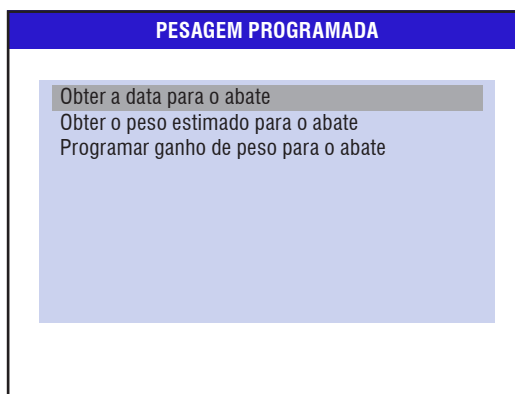 PESAGEM PROGRAMADA
Obter a data para o abate
Obter o peso estimado para o abate
Programar ganho de peso para o abate